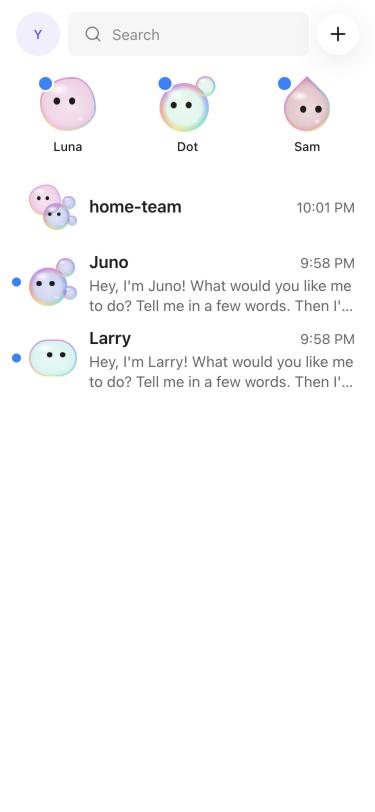 Y
Search
Luna
Dot
Sam
home-team
10:01 PM
Juno
9:58 PM
Hey, I'm Juno! What would you like me
to do? Tell me in a few words. Then I'...
Larry
9:58 PM
Hey, I'm Larry! What would you like me
to do? Tell me in a few words. Then I'...